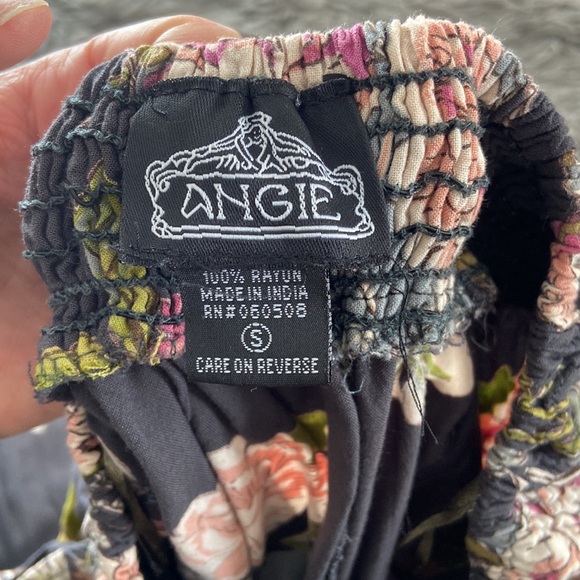 ANGIE
100% RAYON
MADE IN INDIA
RN#060508
S
CARE ON REVERSE